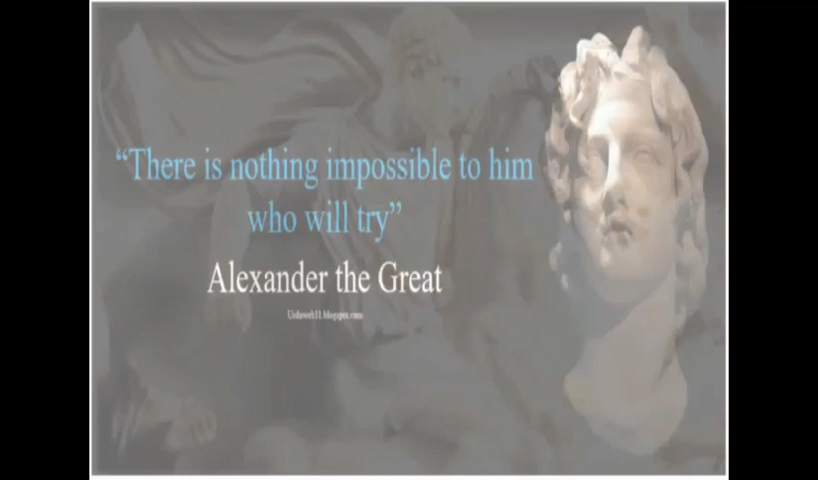 “There is nothing impossible to him
who will try”
Alexander the Great